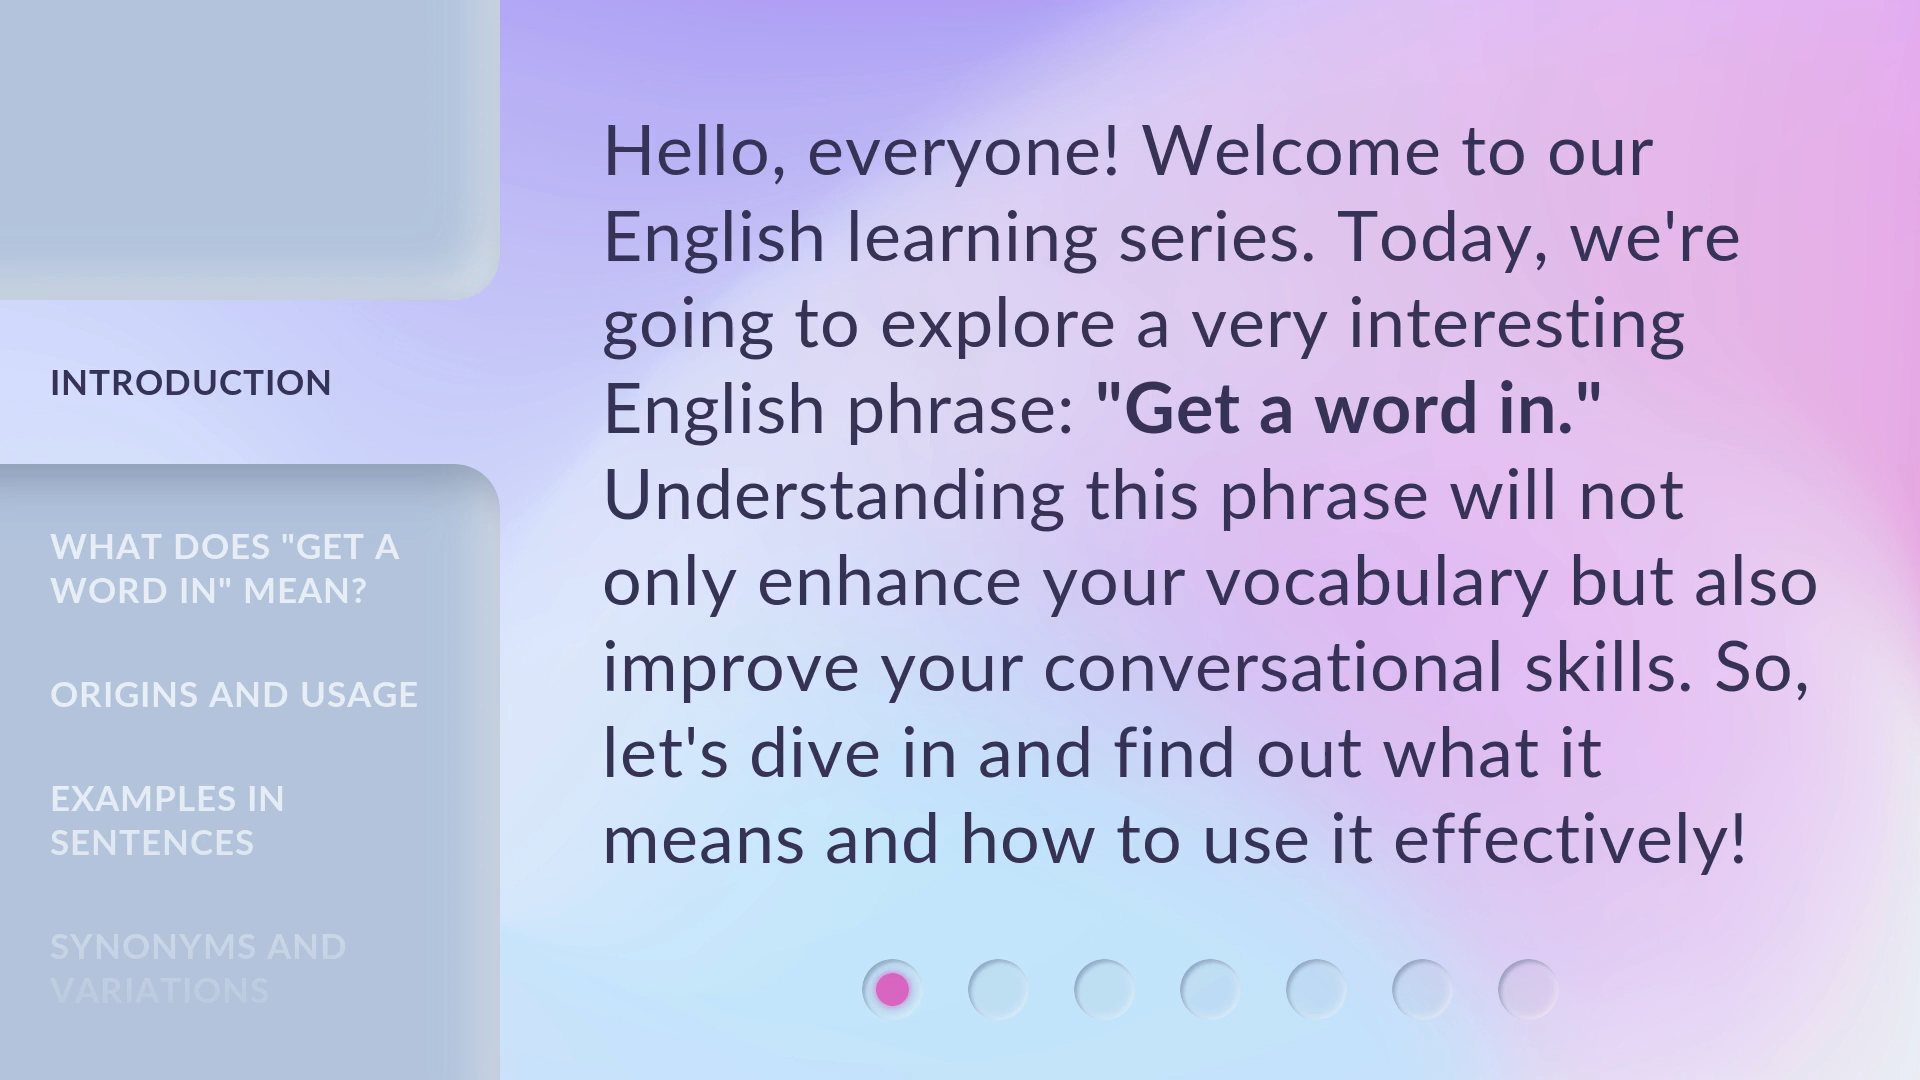 INTRODUCTION
WHAT DOES "GET A
WORD IN" MEAN?
ORIGINS AND USAGE
EXAMPLES IN
SENTENCES
SYNONYMS AND
VARIATIONS
Hello, everyone! Welcome to our
English learning series. Today, we're
going to explore a very interesting
English phrase: "Get a word in."
Understanding this phrase will not
only enhance your vocabulary but also
improve your conversational skills. So,
let's dive in and find out what it
means and how to use it effectively!